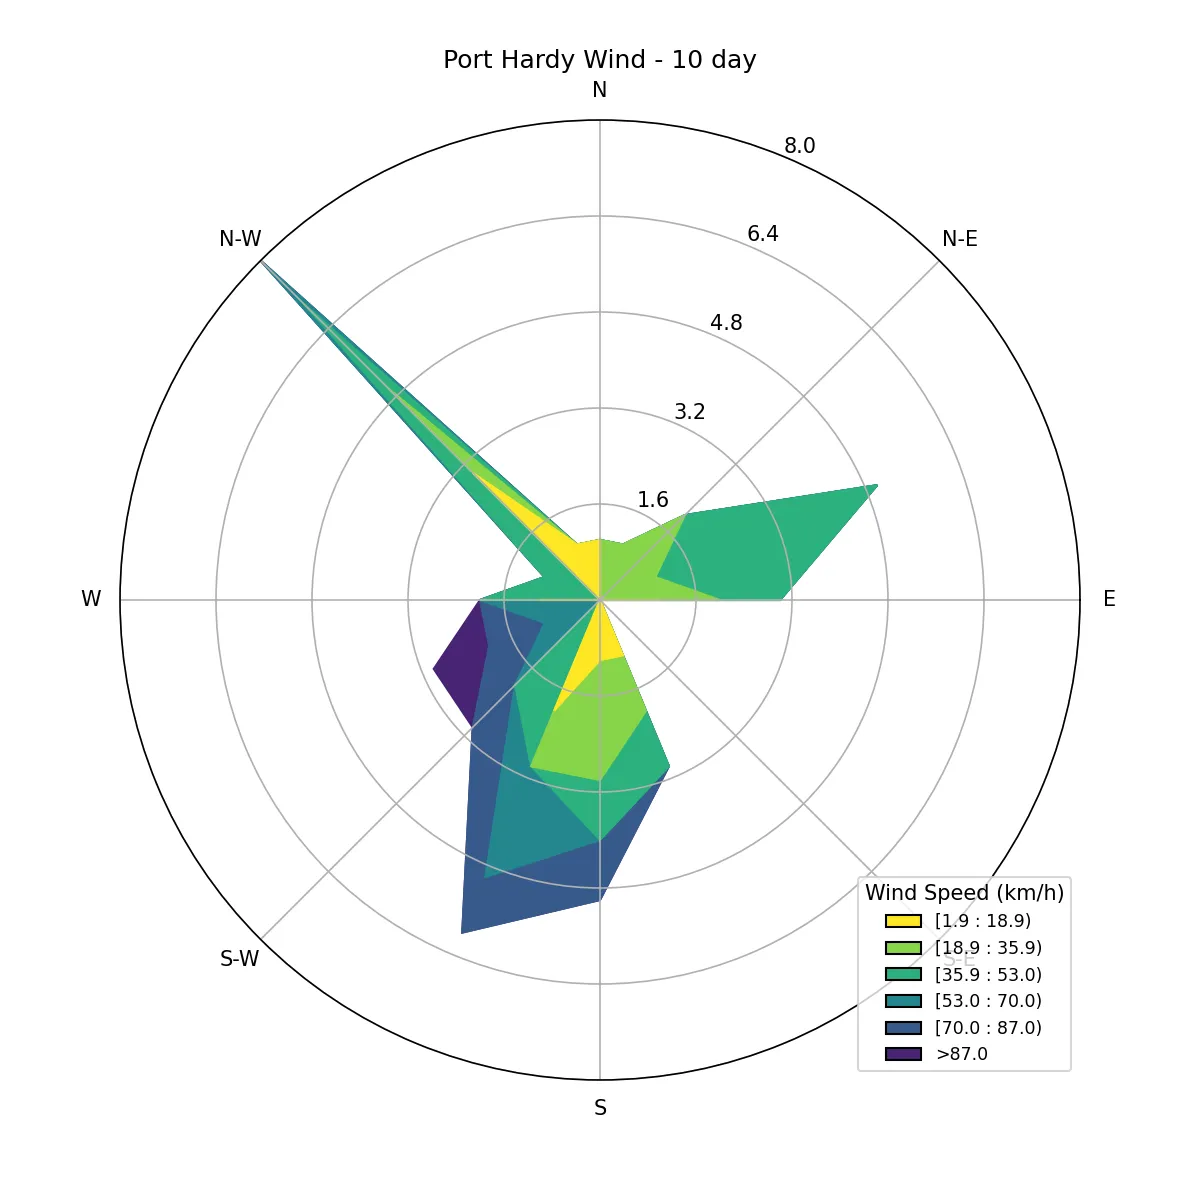 Port Hardy Wind - 10 day
N
8.0
6.4
N-W
N-E
4.8
3.2
1.6
W
E
S-W
S-E
S
Wind Speed (km/h)
[1.9 : 18.9)
[18.9 : 35.9)
[35.9 : 53.0)
[53.0 : 70.0)
[70.0 : 87.0)
>87.0